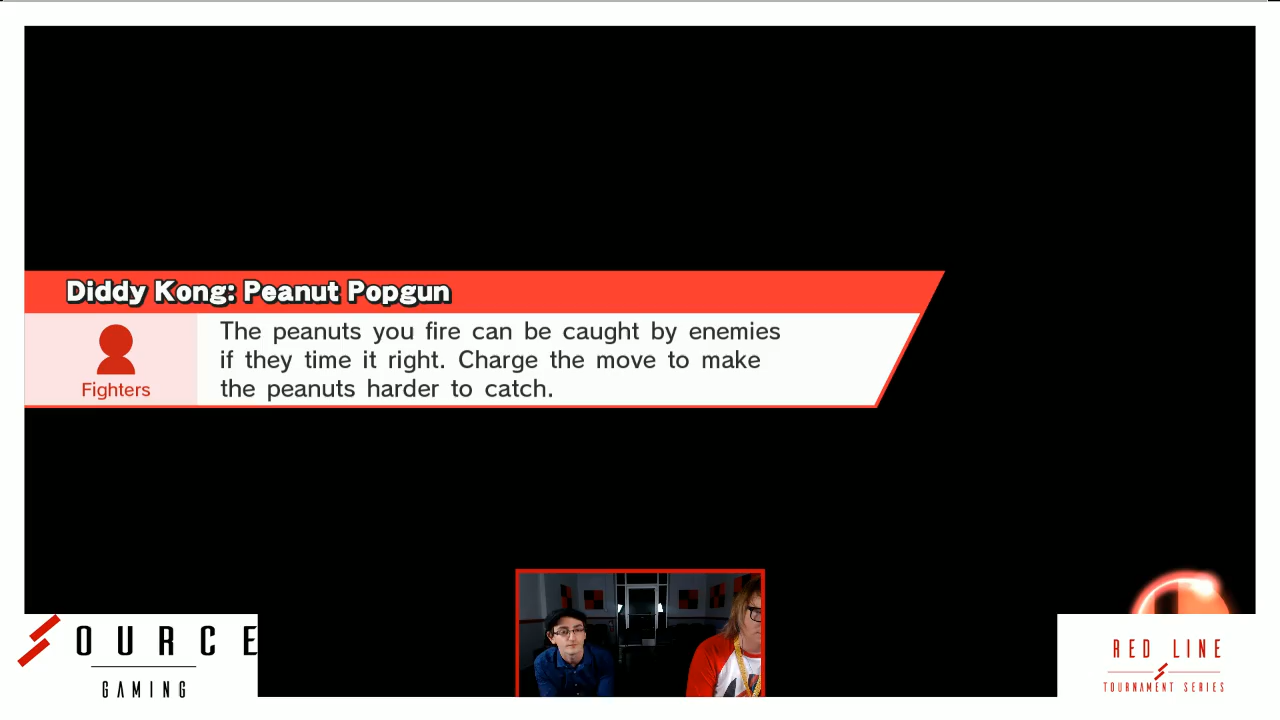 Diddy Kong: Peanut Popgun
The peanuts you fire can be caught by enemies
if they time it right. Charge the move to make
the peanuts harder to catch.
Fighters
SOURCE
GAMING
RED LINE
TOURNAMENT SERIES